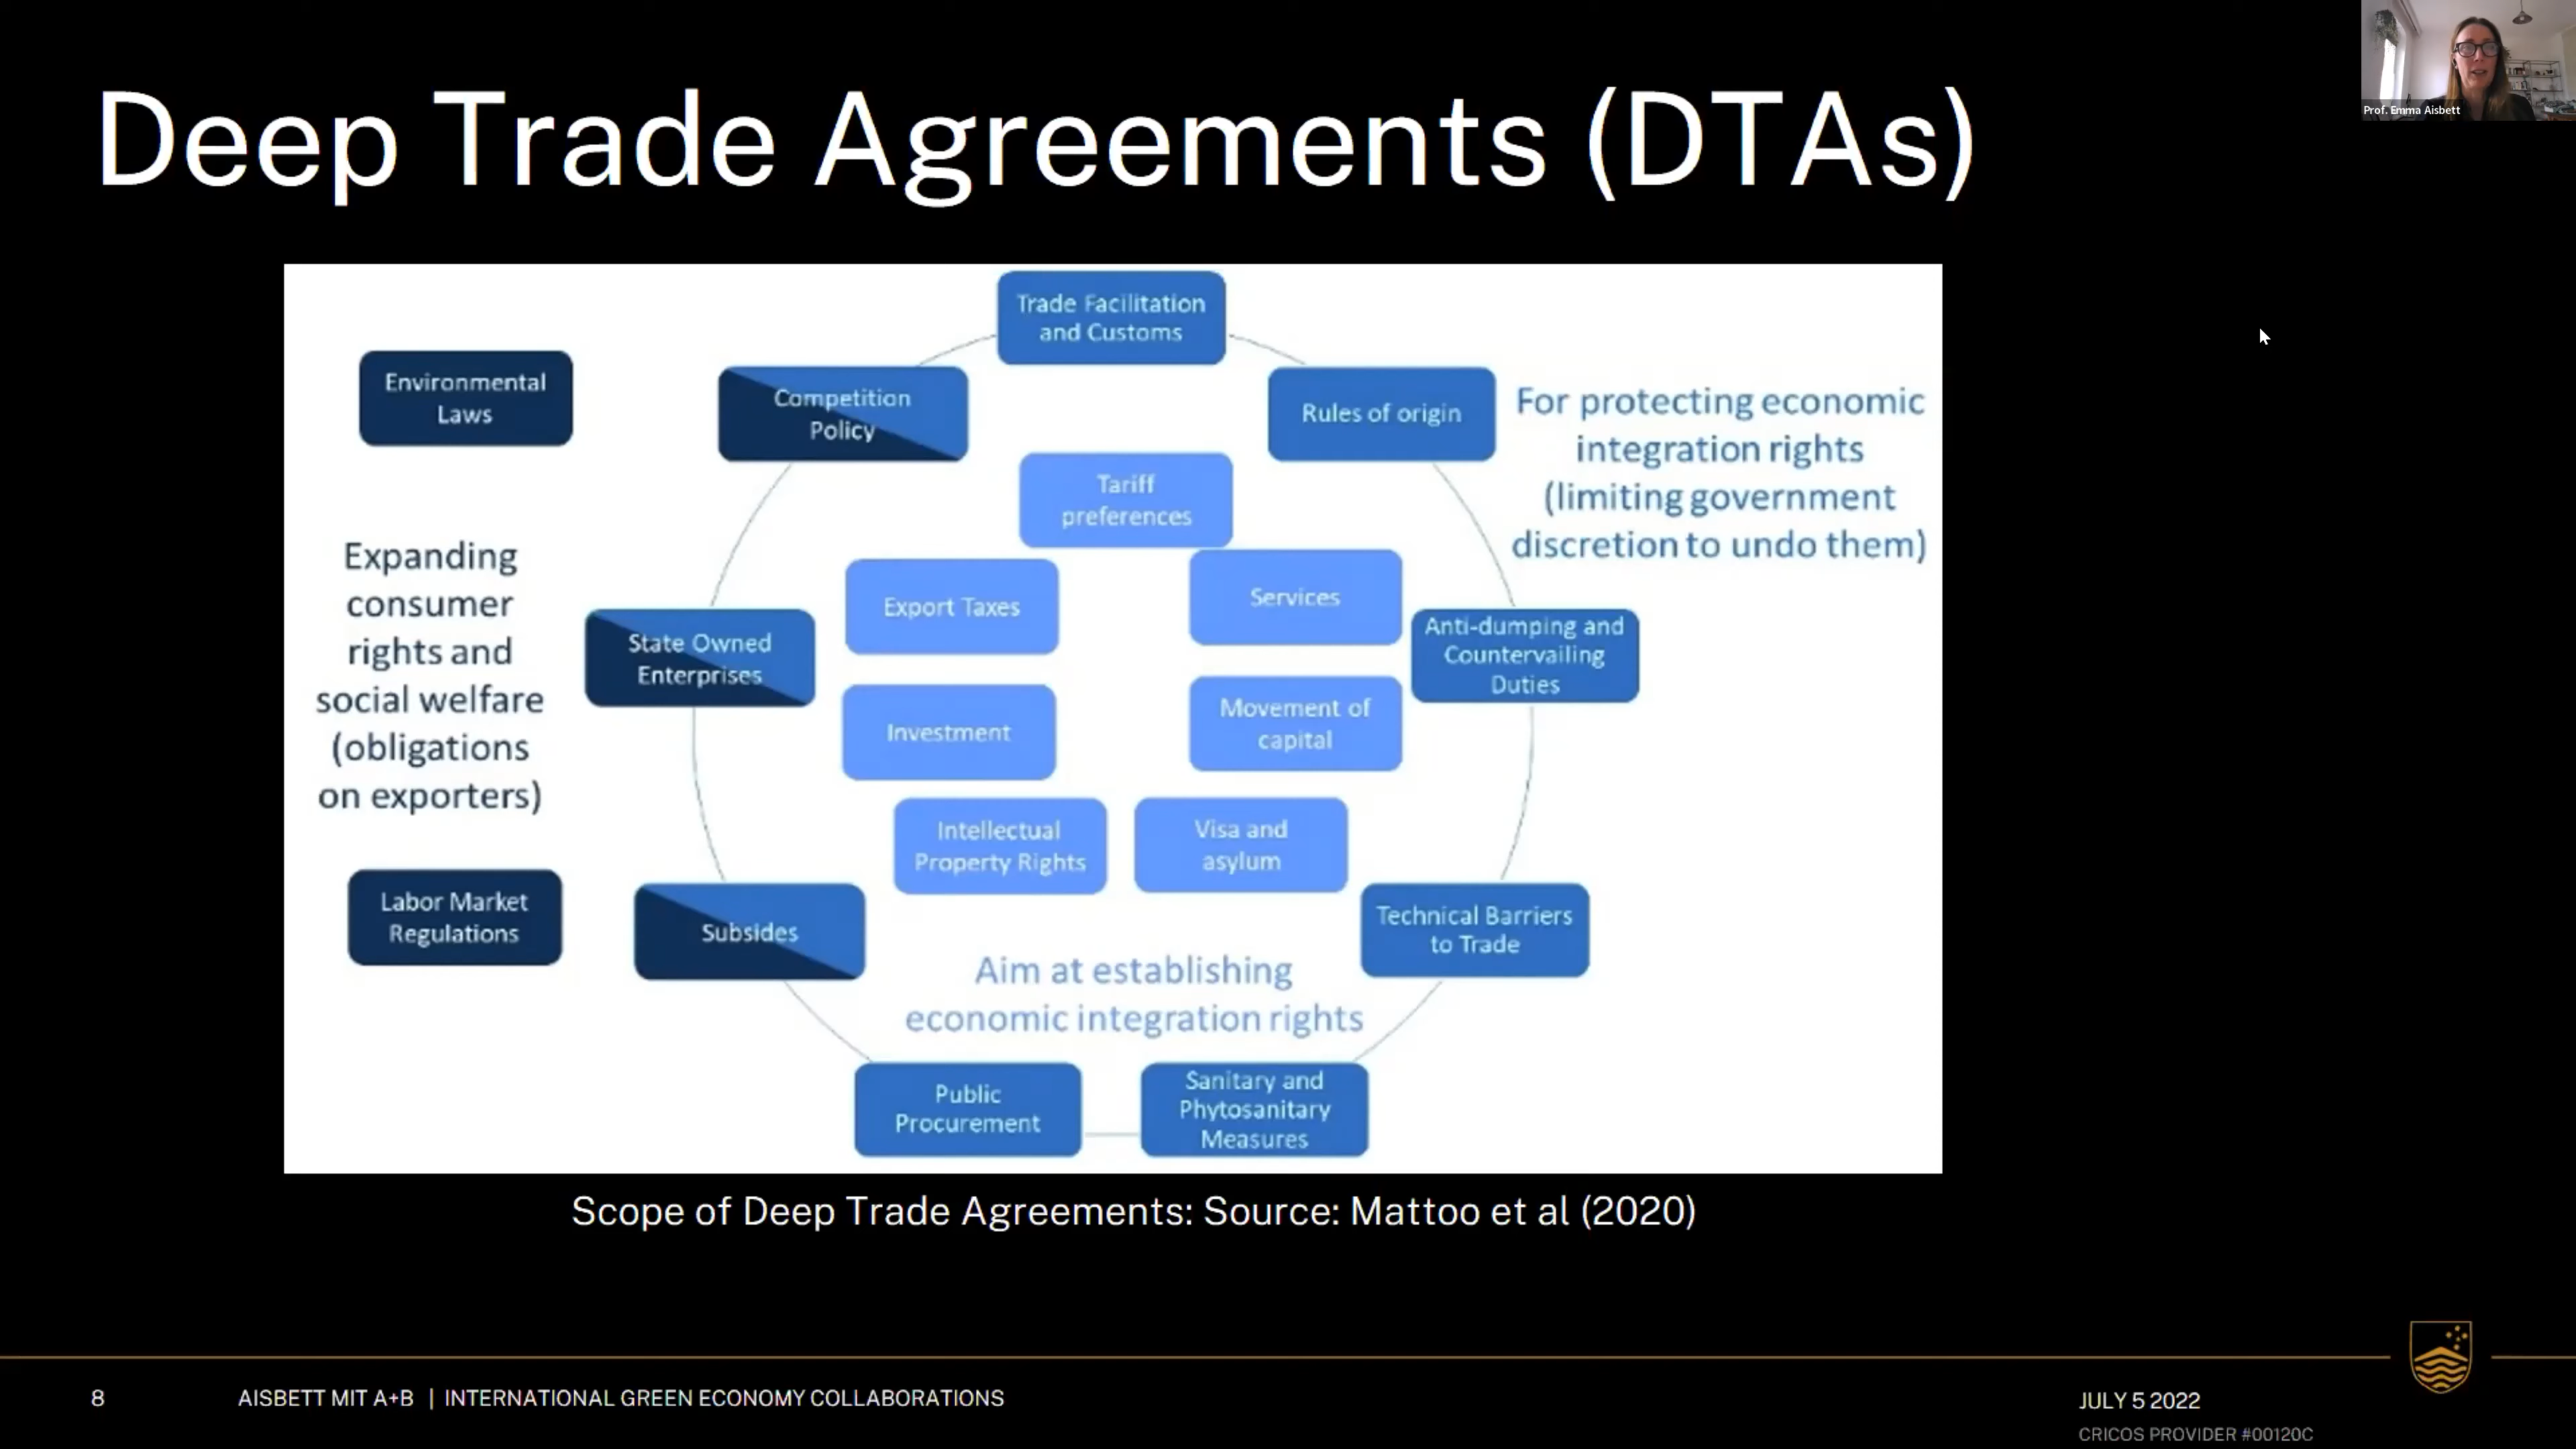 Deep Trade Agreements (DTAs)
Prof. Emma Aisbett
Trade Facilitation
and Customs
Environmental
Laws
Competition
Policy
Rules of origin
For protecting economic
integration rights
(limiting government
discretion to undo them)
Tariff
preferences
Expanding
consumer
rights and
social welfare
(obligations
on exporters)
State Owned
Enterprises
Export Taxes
Services
Anti-dumping and
Countervailing
Duties
Investment
Movement of
capital
Intellectual
Property Rights
Visa and
asylum
Labor Market
Regulations
Subsides
Technical Barriers
to Trade
Aim at establishing
economic integration rights
Public
Procurement
Sanitary and
Phytosanitary
Measures
Scope of Deep Trade Agreements: Source: Mattoo et al (2020)
8
AISBETT MIT A+B | INTERNATIONAL GREEN ECONOMY COLLABORATIONS
JULY 5 2022
CRICOS PROVIDER #00120C